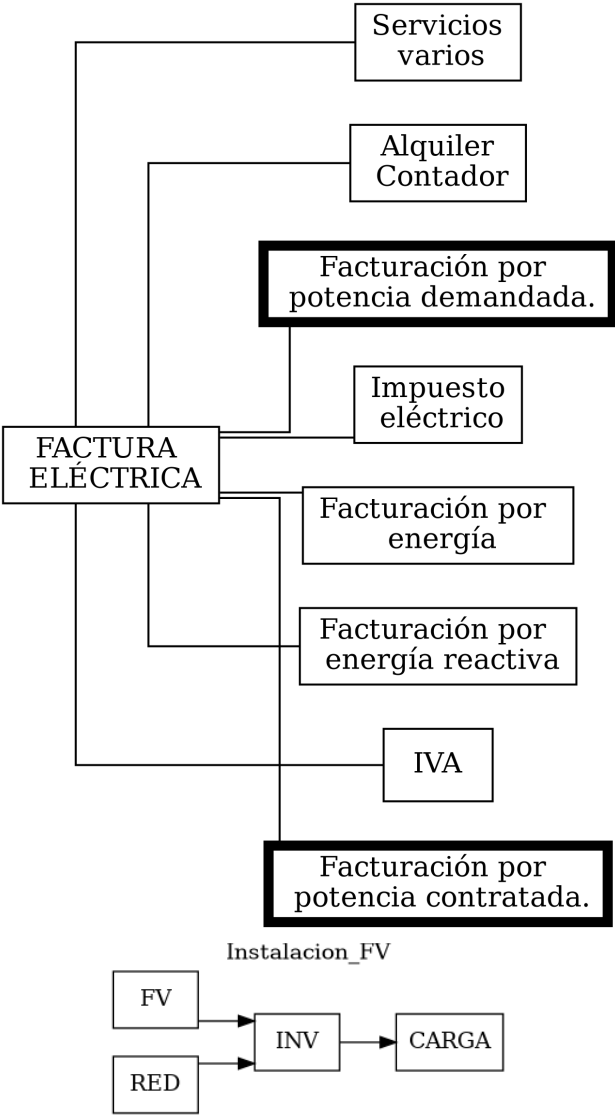 Servicios
varios
Alquiler
Contador
Facturación por
potencia demandada.
Impuesto
eléctrico
FACTURA
ELÉCTRICA
Facturación por
energía
Facturación por
energía reactiva
IVA
Facturación por
potencia contratada.
Instalacion_FV
FV
INV
CARGA
RED